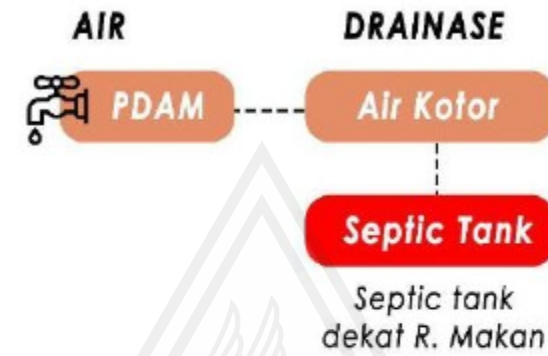 AIR
DRAINASE
PDAM
Air Kotor
Septic Tank
Septic tank
dekat R. Makan